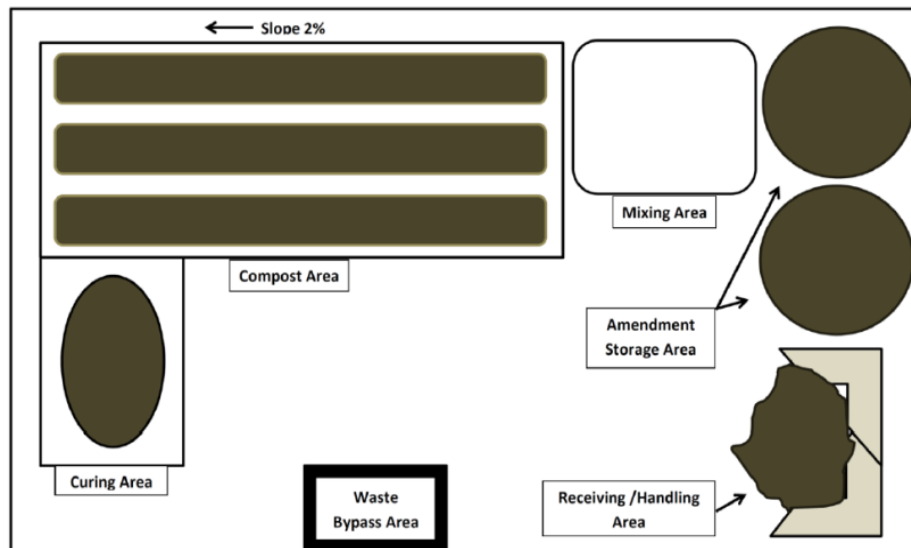 Slope 2%
Mixing Area
Compost Area
Amendment
Storage Area
Curing Area
Waste
Bypass Area
Receiving /Handling
Area